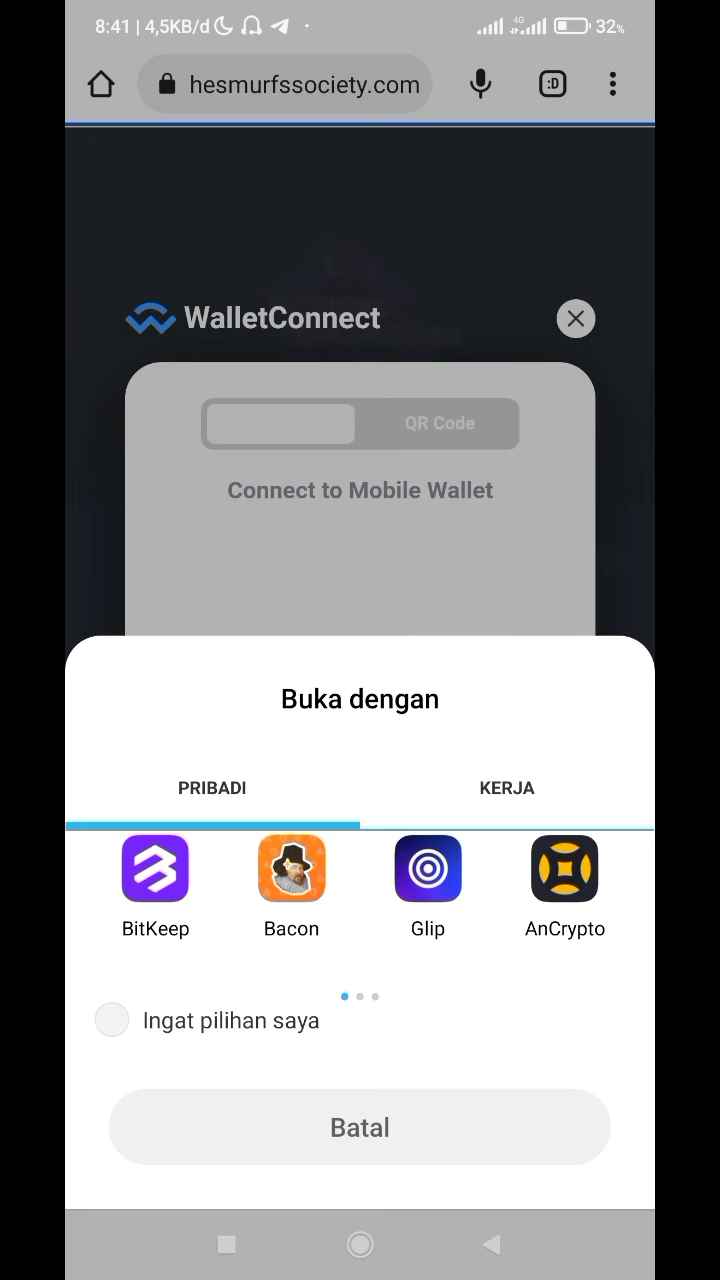 8:41 | 4,5KB/d
4G
32%
hesmurfssociety.com
:D
WalletConnect
QR Code
Connect to Mobile Wallet
Buka dengan
PRIBADI
KERJA
BitKeep
Bacon
Glip
AnCrypto
Ingat pilihan saya
Batal